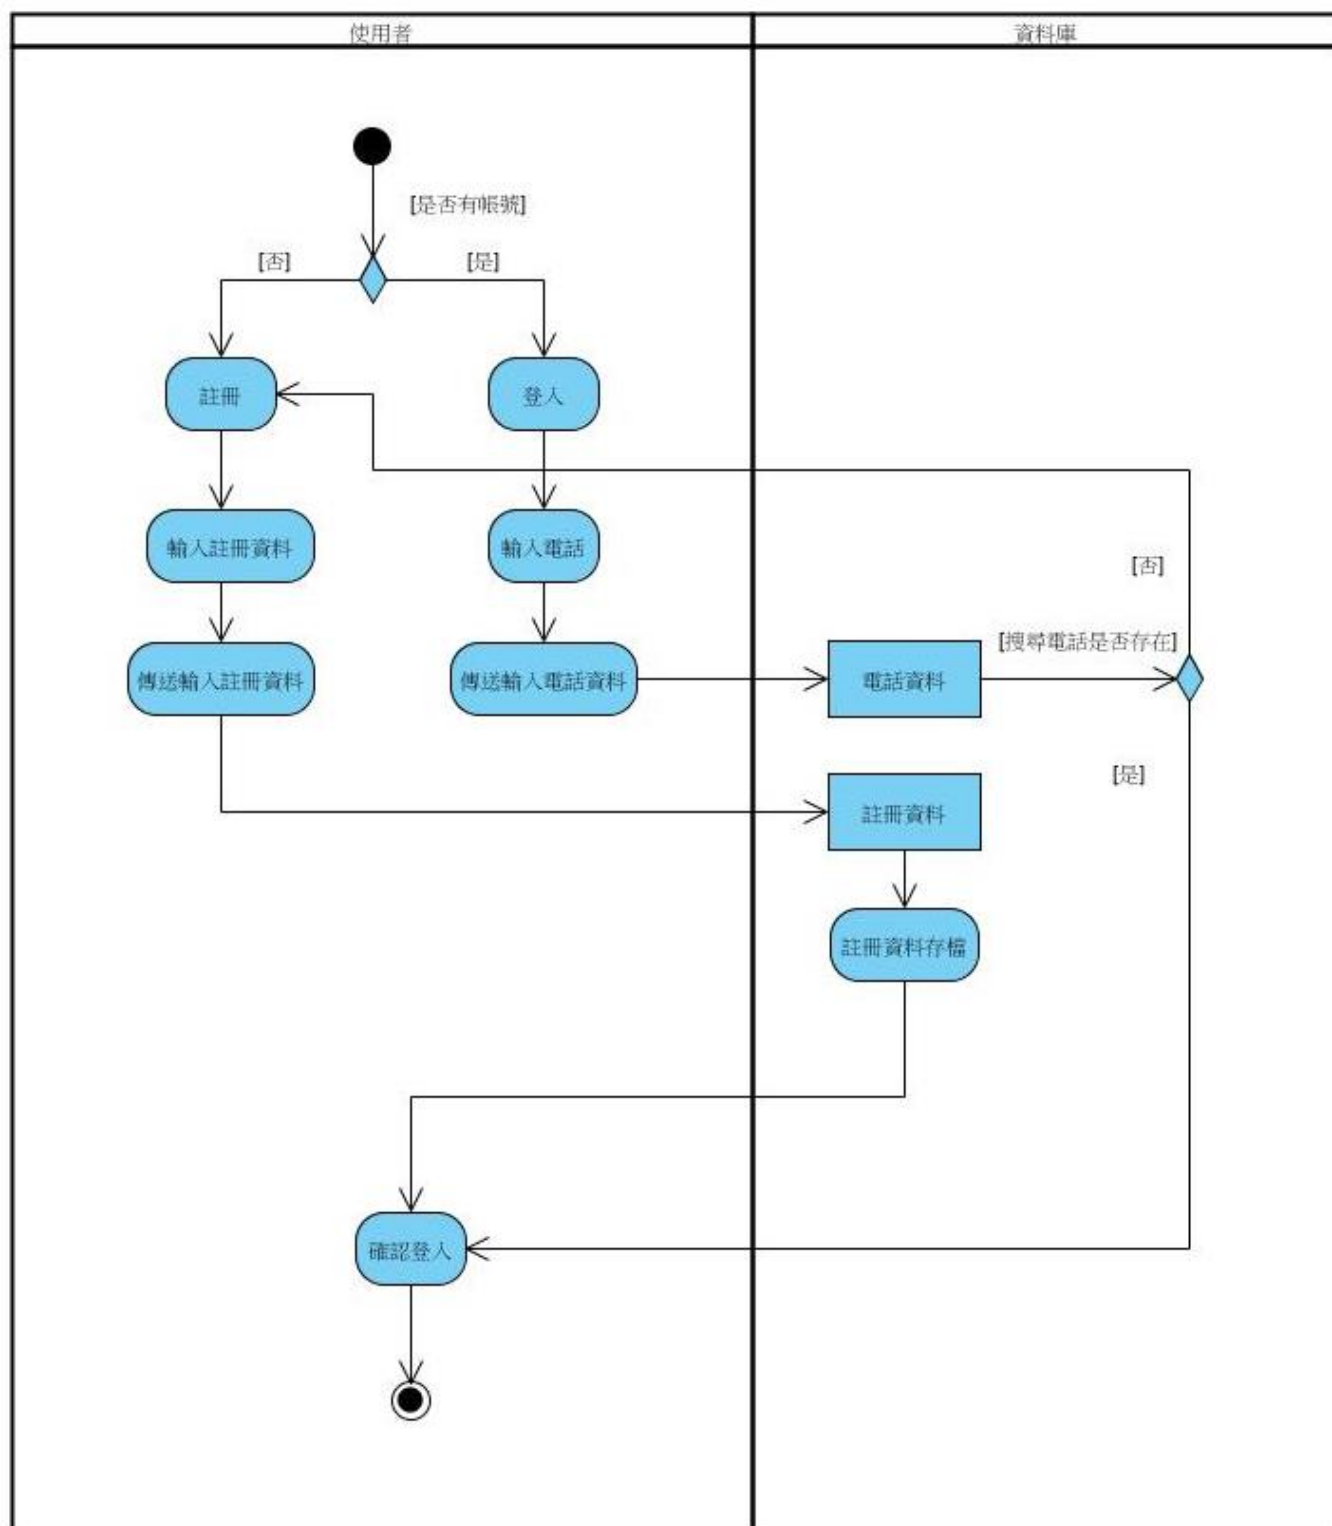 使用者
資料庫
[是否有帳號]
[否]
[是]
註冊
登入
輸入註冊資料
輸入電話
[否]
[搜尋電話是否存在]
傳送輸入註冊資料
傳送輸入電話資料
電話資料
[是]
註冊資料
註冊資料存檔
確認登入